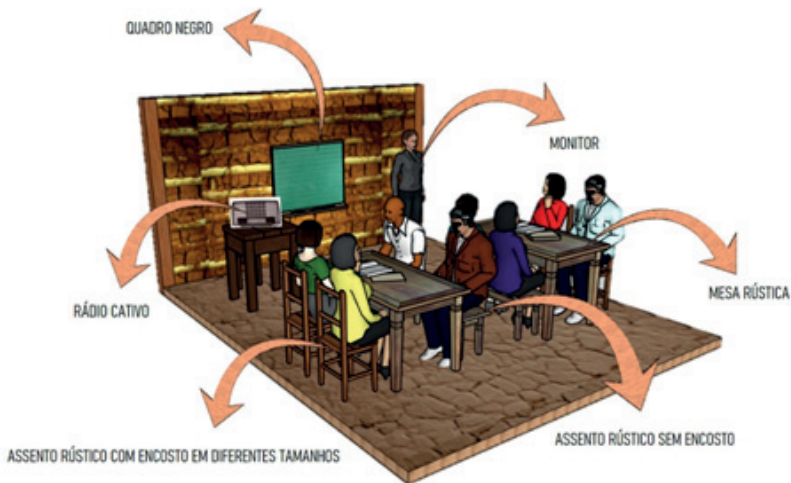 QUADRO NEGRO
MONITOR
RÁDIO CATIVO
MESA RÚSTICA
ASSENTO RÚSTICO COM ENCOSTO EM DIFERENTES TAMANHOS
ASSENTO RÚSTICO SEM ENCOSTO